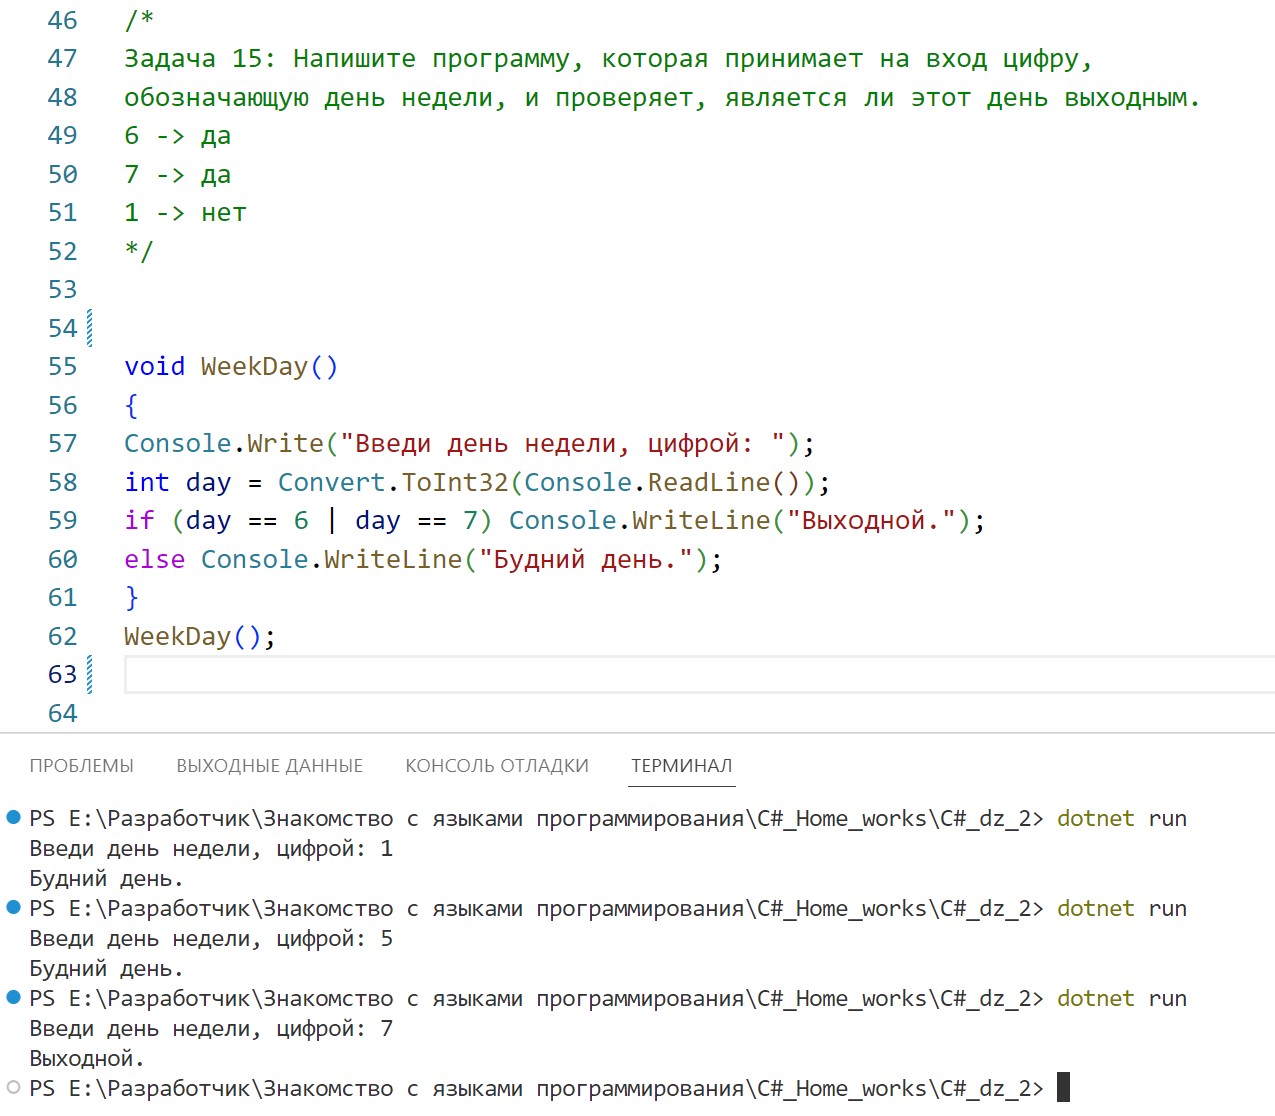 46 /*
47 Задача 15: Напишите программу, которая принимает на вход цифру,
48 обозначающую день недели, и проверяет, является ли этот день выходным.
49 6 -> да
50 7 -> да
51 1 -> нет
52 */
53
54
55 void WeekDay()
56 {
57 Console.Write("Введи день недели, цифрой: ");
58 int day = Convert.ToInt32(Console.ReadLine());
59 if (day == 6 | day == 7) Console.WriteLine("Выходной.");
60 else Console.WriteLine("Будний день.");
61 }
62 WeekDay();
63
64
ПРОБЛЕМЫ ВЫХОДНЫЕ ДАННЫЕ КОНСОЛЬ ОТЛАДКИ ТЕРМИНАЛ
PS E:\Разработчик\Знакомство с языками программирования\C#_Home_works\C#_dz_2> dotnet run
Введи день недели, цифрой: 1
Будний день.
PS E:\Разработчик\Знакомство с языками программирования\C#_Home_works\C#_dz_2> dotnet run
Введи день недели, цифрой: 5
Будний день.
PS E:\Разработчик\Знакомство с языками программирования\C#_Home_works\C#_dz_2> dotnet run
Введи день недели, цифрой: 7
Выходной.
PS E:\Разработчик\Знакомство с языками программирования\C#_Home_works\C#_dz_2>